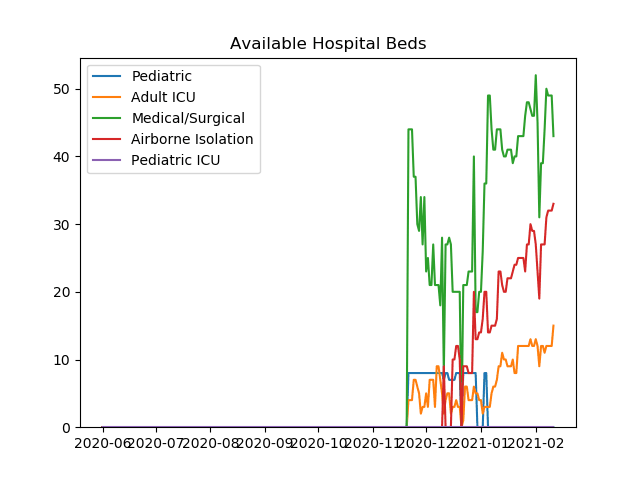 Available Hospital Beds
Pediatric
Adult ICU
Medical/Surgical
Airborne Isolation
Pediatric ICU
50
40
30
20
10
0
2020-06 2020-07 2020-08 2020-09 2020-10 2020-11 2020-12 2021-01 2021-02